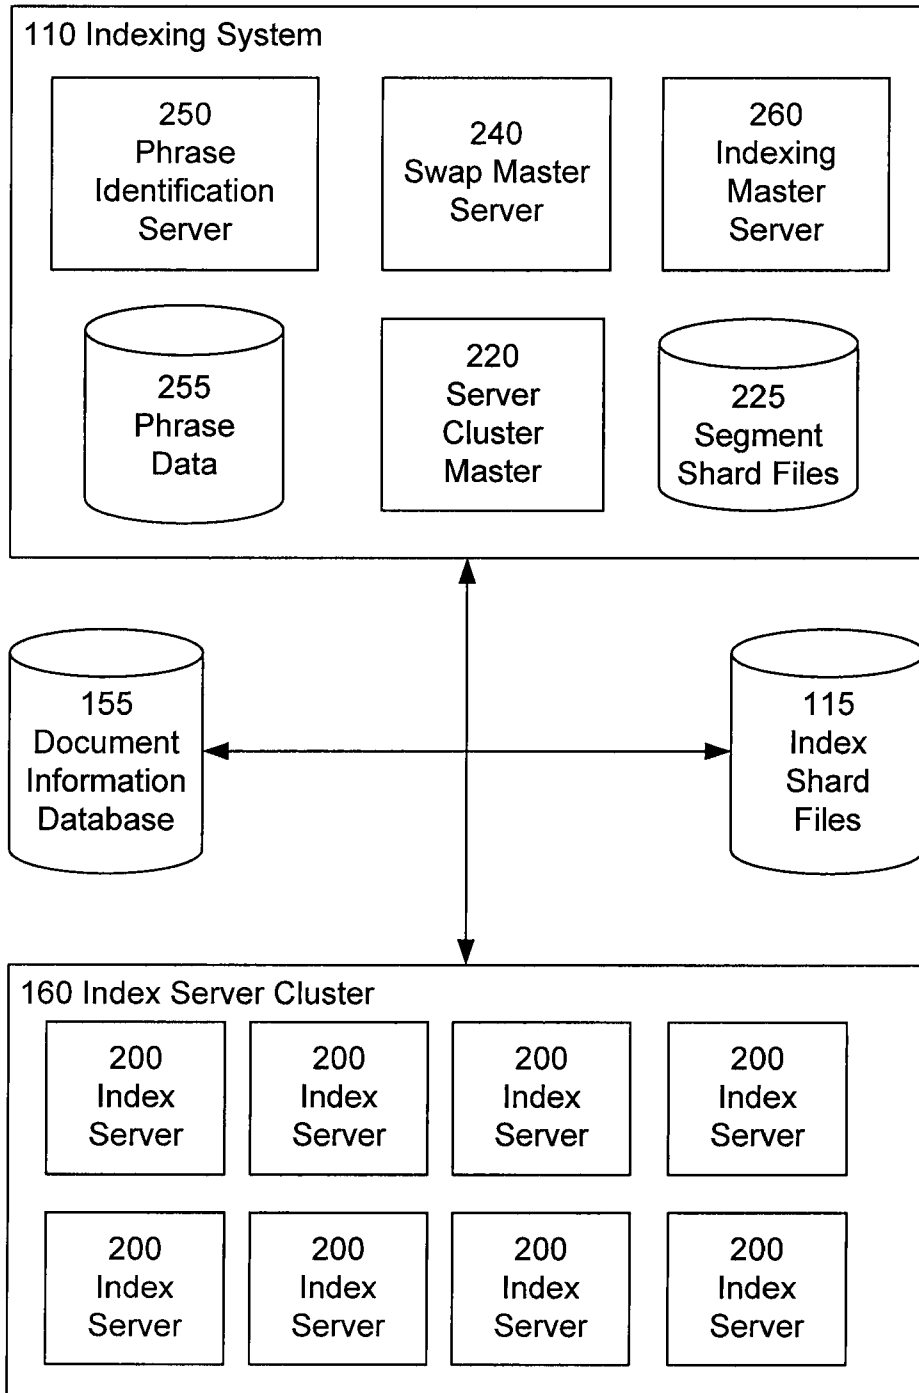 110 Indexing System
250
Phrase
Identification
Server
240
Swap Master
Server
260
Indexing
Master
Server
255
Phrase
Data
220
Server
Cluster
Master
225
Segment
Shard Files
155
Document
Information
Database
115
Index
Shard
Files
160 Index Server Cluster
200
Index
Server
200
Index
Server
200
Index
Server
200
Index
Server
200
Index
Server
200
Index
Server
200
Index
Server
200
Index
Server